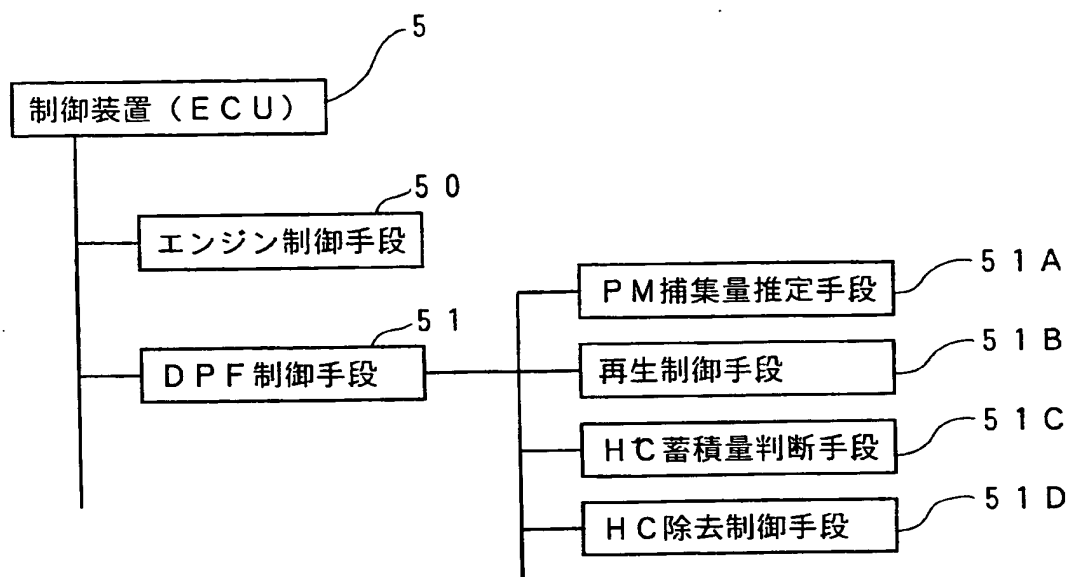 5
制御装置（ECU）
50
エンジン制御手段
51
DPF制御手段
51A
PM捕集量推定手段
51B
再生制御手段
51C
HC蓄積量判断手段
51D
HC除去制御手段